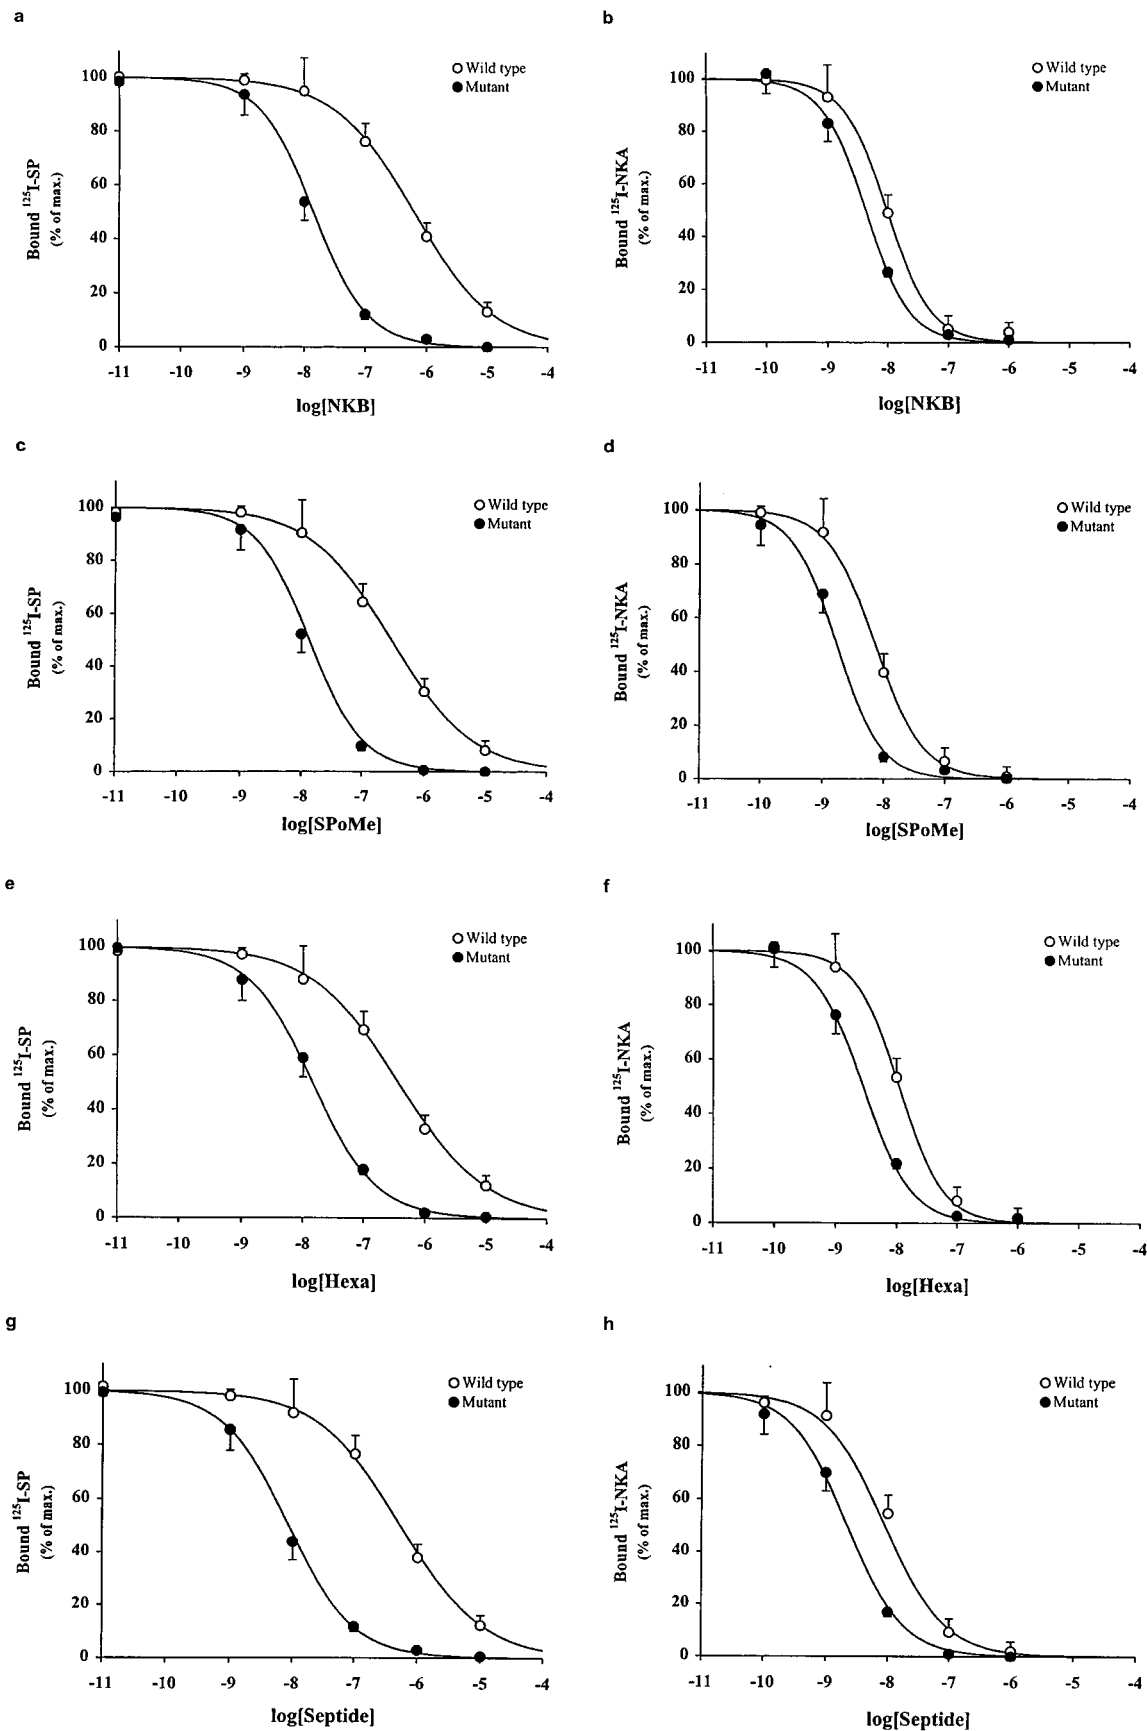 a
100
80
60
40
20
0
Bound 125I-SP
(% of max.)
Wild type
Mutant
-11 -10 -9 -8 -7 -6 -5 -4
log[NKB]
b
100
80
60
40
20
0
Bound 125I-NKA
(% of max.)
Wild type
Mutant
-11 -10 -9 -8 -7 -6 -5 -4
log[NKB]
c
100
80
60
40
20
0
Bound 125I-SP
(% of max.)
Wild type
Mutant
-11 -10 -9 -8 -7 -6 -5 -4
log[SPoMe]
d
100
80
60
40
20
0
Bound 125I-NKA
(% of max.)
Wild type
Mutant
-11 -10 -9 -8 -7 -6 -5 -4
log[SPoMe]
e
100
80
60
40
20
0
Bound 125I-SP
(% of max.)
Wild type
Mutant
-11 -10 -9 -8 -7 -6 -5 -4
log[Hexa]
f
100
80
60
40
20
0
Bound 125I-NKA
(% of max.)
Wild type
Mutant
-11 -10 -9 -8 -7 -6 -5 -4
log[Hexa]
g
100
80
60
40
20
0
Bound 125I-SP
(% of max.)
Wild type
Mutant
-11 -10 -9 -8 -7 -6 -5 -4
log[Septide]
h
100
80
60
40
20
0
Bound 125I-NKA
(% of max.)
Wild type
Mutant
-11 -10 -9 -8 -7 -6 -5 -4
log[Septide]